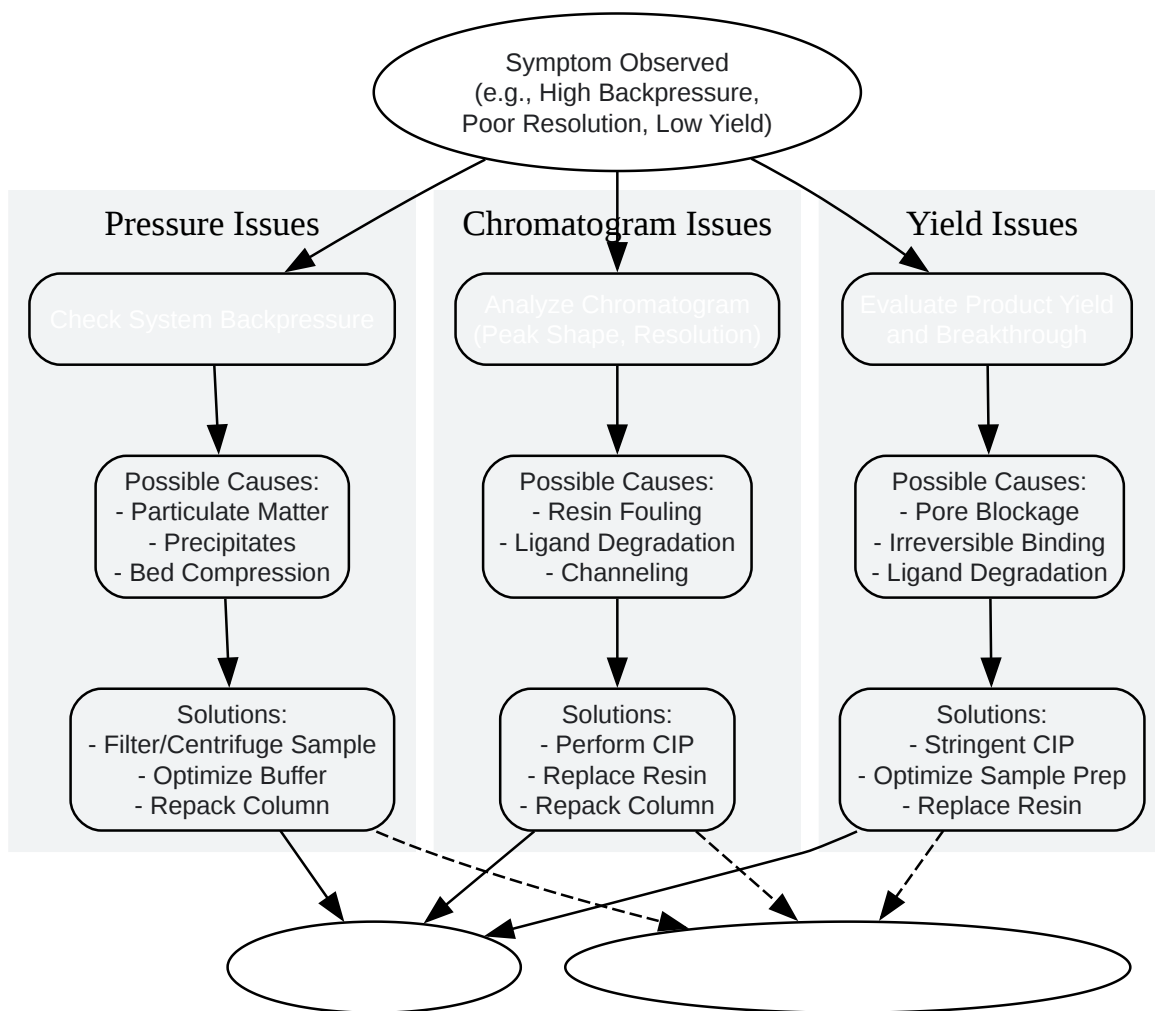 Symptom Observed
(e.g., High Backpressure,
Poor Resolution, Low Yield)
Pressure Issues
Chromatogram Issues
Yield Issues
Check System Backpressure
Analyze Chromatogram
(Peak Shape, Resolution)
Evaluate Product Yield
and Breakthrough
Possible Causes:
- Particulate Matter
- Precipitates
- Bed Compression
Possible Causes:
- Resin Fouling
- Ligand Degradation
- Channeling
Possible Causes:
- Pore Blockage
- Irreversible Binding
- Ligand Degradation
Solutions:
- Filter/Centrifuge Sample
- Optimize Buffer
- Repack Column
Solutions:
- Perform CIP
- Replace Resin
- Repack Column
Solutions:
- Stringent CIP
- Optimize Sample Prep
- Replace Resin